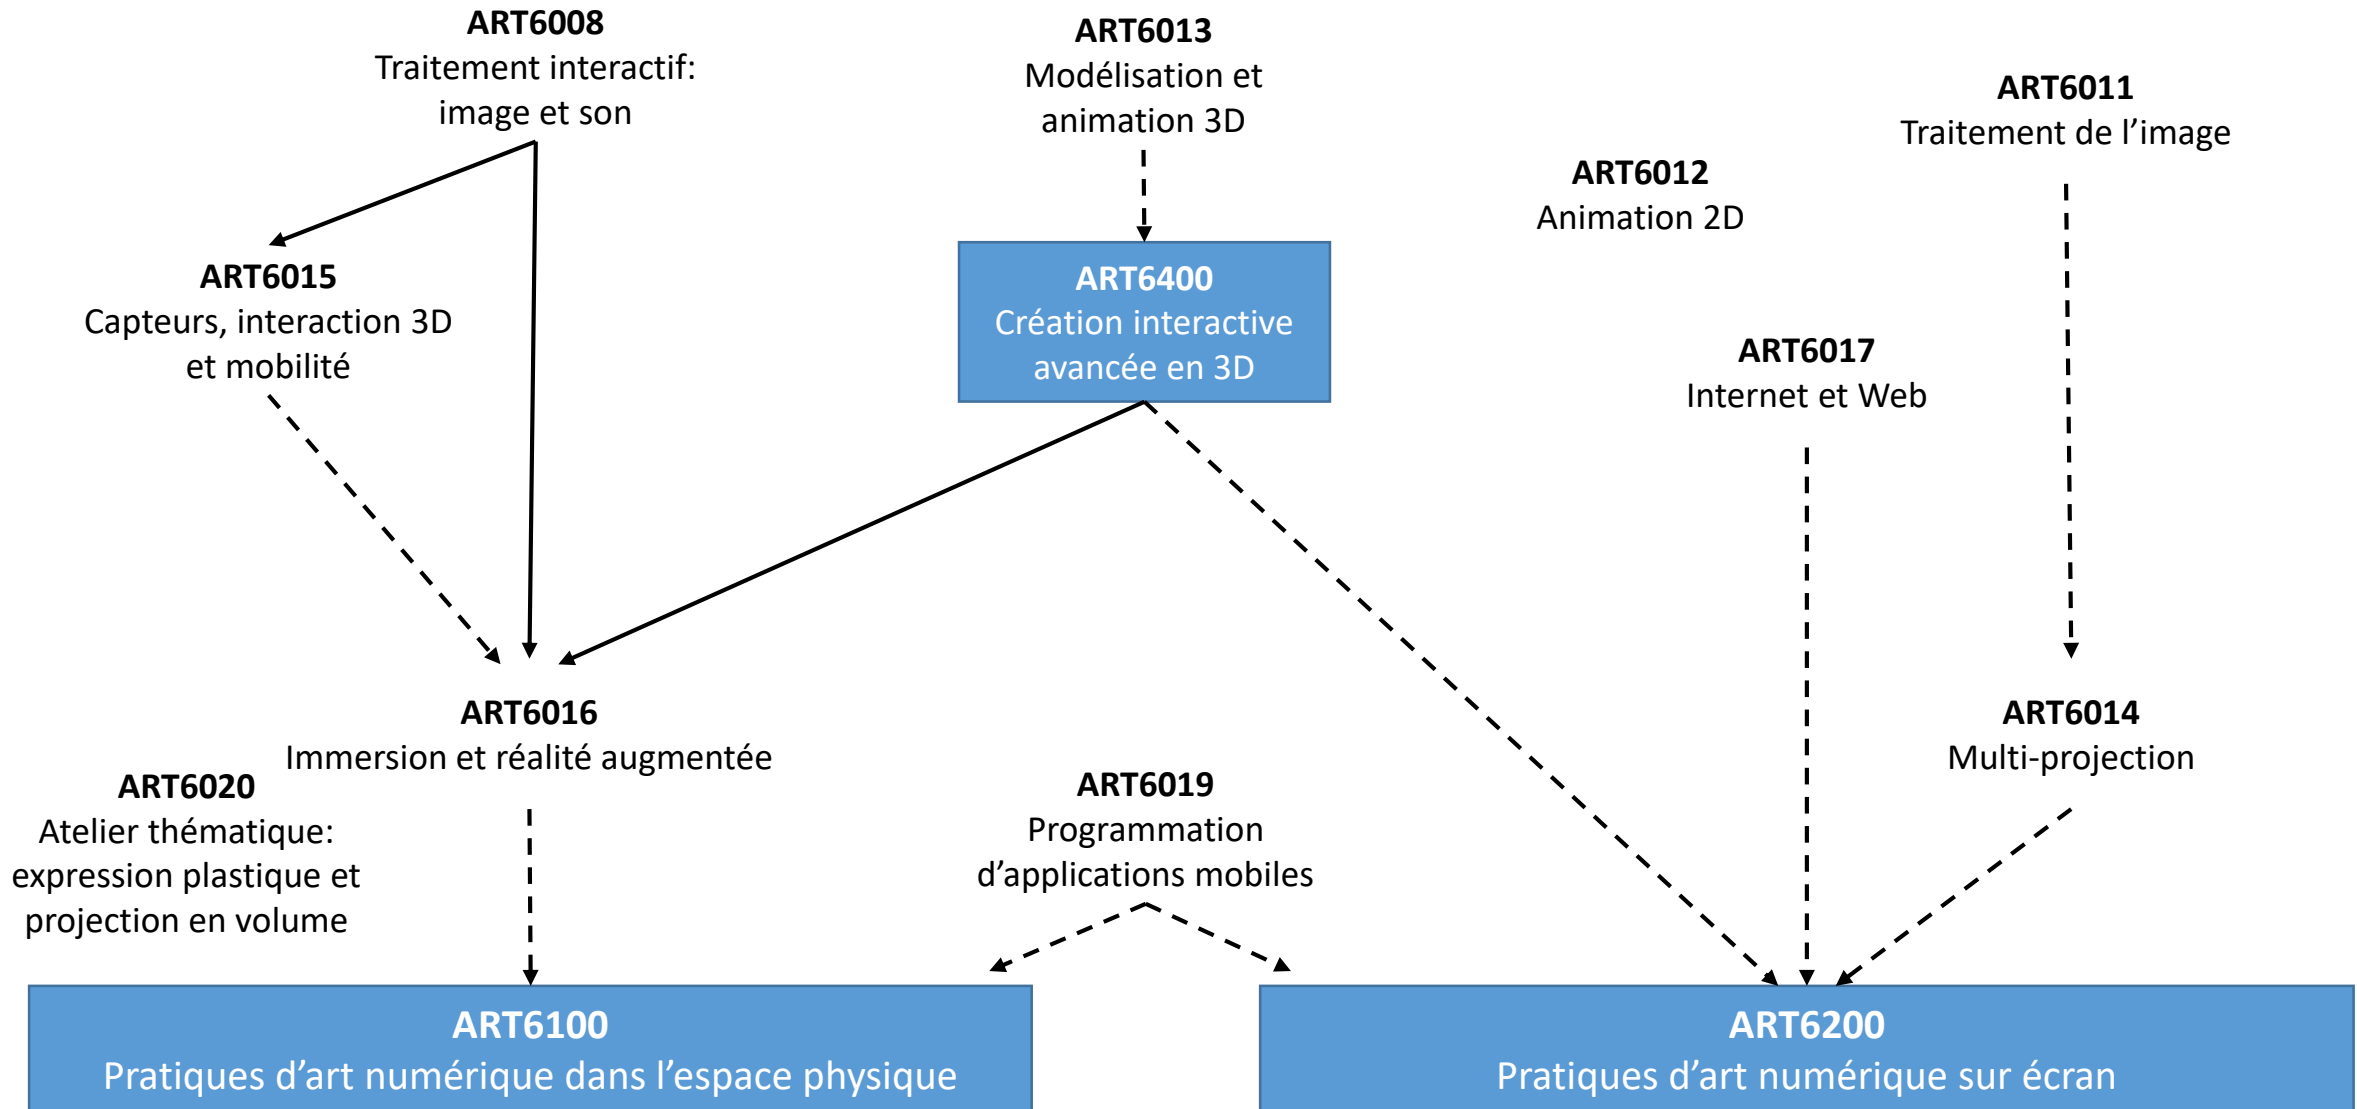 ART6008
Traitement interactif:
image et son
ART6013
Modélisation et
animation 3D
ART6011
Traitement de l’image
ART6012
Animation 2D
ART6015
Capteurs, interaction 3D
et mobilité
ART6400
Création interactive
avancée en 3D
ART6017
Internet et Web
ART6016
Immersion et réalité augmentée
ART6014
Multi-projection
ART6020
Atelier thématique:
expression plastique et
projection en volume
ART6019
Programmation
d’applications mobiles
ART6100
Pratiques d’art numérique dans l’espace physique
ART6200
Pratiques d’art numérique sur écran